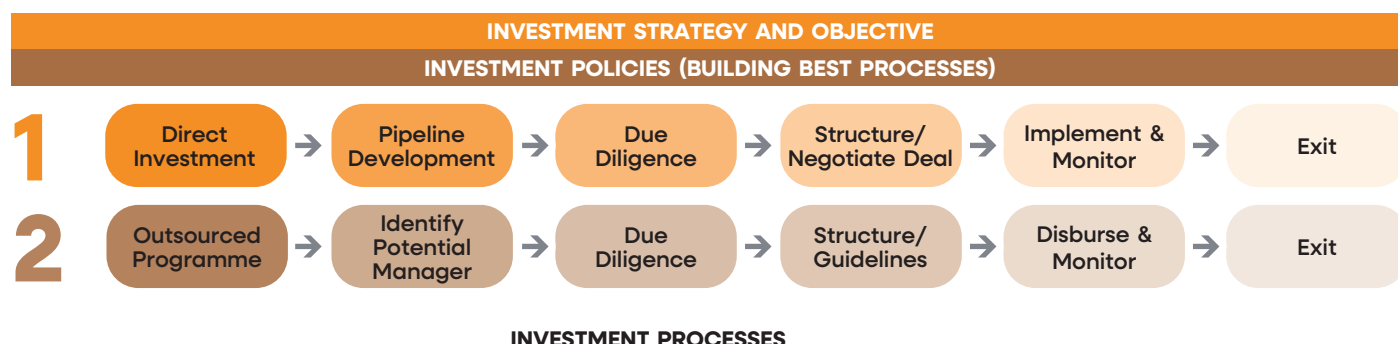 INVESTMENT STRATEGY AND OBJECTIVE
INVESTMENT POLICIES (BUILDING BEST PROCESSES)
1
Direct
Investment
Pipeline
Development
Due
Diligence
Structure/
Negotiate Deal
Implement &
Monitor
Exit
2
Outsourced
Programme
Identify
Potential
Manager
Due
Diligence
Structure/
Guidelines
Disburse &
Monitor
Exit
INVESTMENT PROCESSES